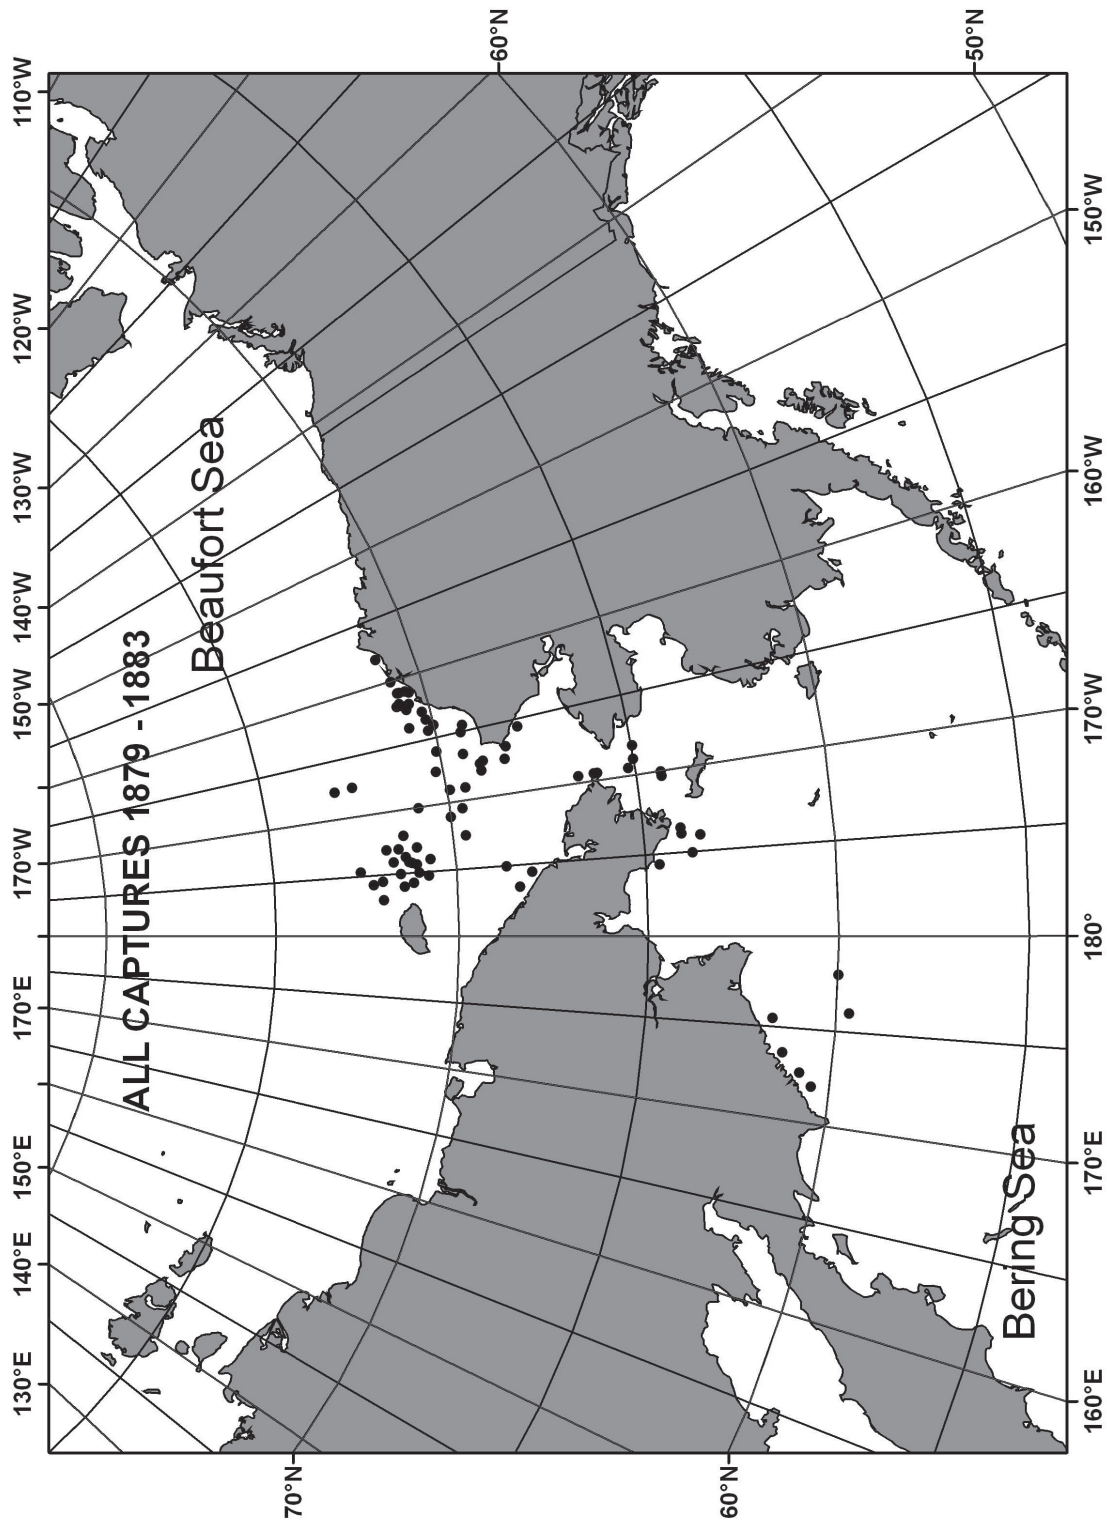 130°E 140°E 150°E 170°E 170°W 150°W 140°W 130°W 120°W 110°W
ALL CAPTURES 1879 - 1883
Beaufort Sea
70°N
60°N
60°N
50°N
Bering Sea
160°E 170°E 180° 170°W 160°W 150°W